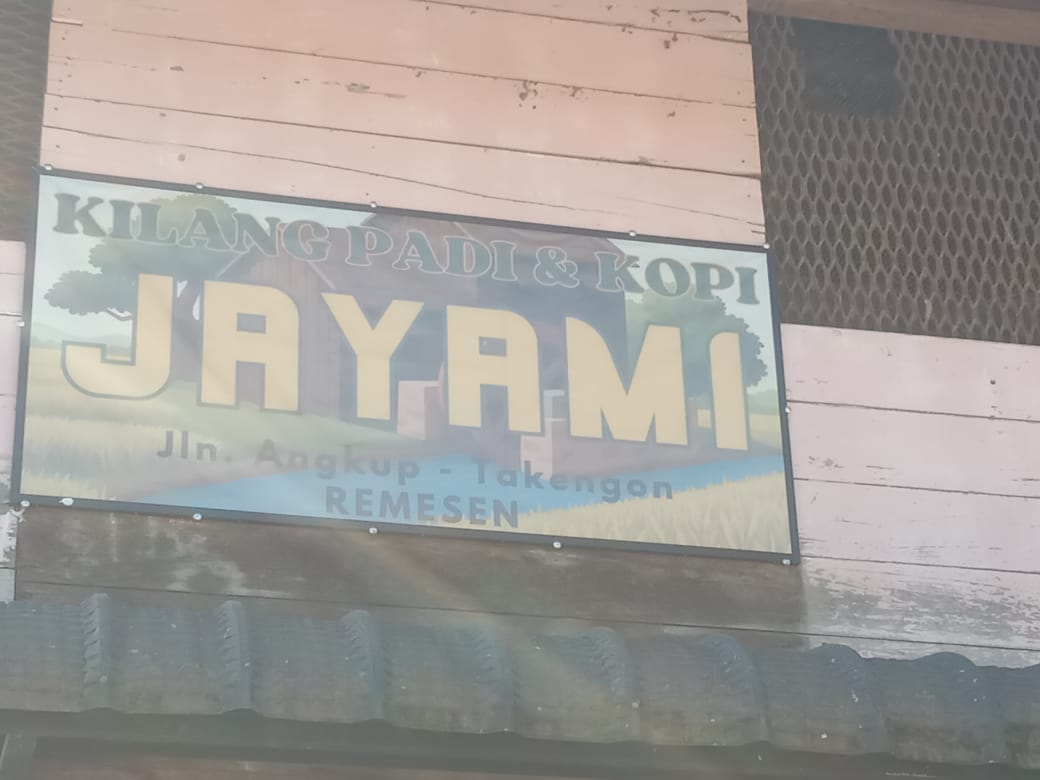 KILANG PADI & KOPI
JAYAMI
Jln. Angkup - Takengon
REMESEN